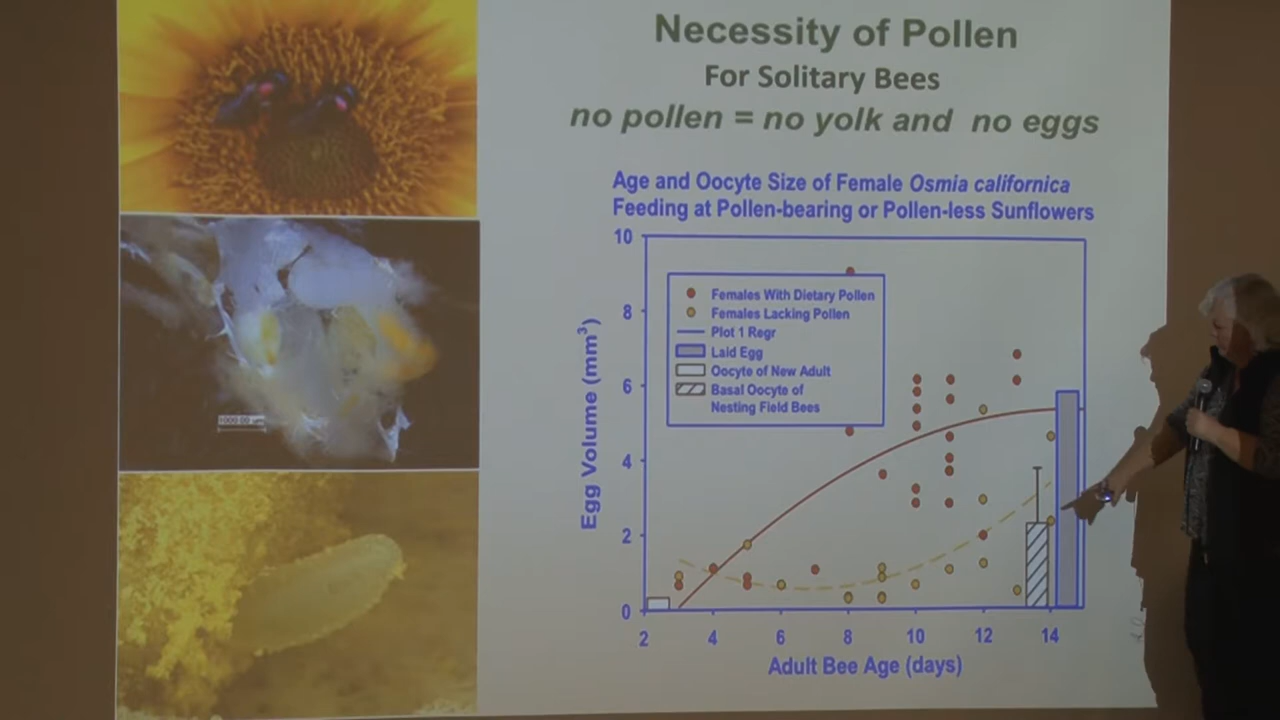 Necessity of Pollen
For Solitary Bees
no pollen = no yolk and no eggs
Age and Oocyte Size of Female Osmia californica
Feeding at Pollen-bearing or Pollen-less Sunflowers
10
8
6
4
2
0
Egg Volume (mm³)
Females With Dietary Pollen
Females Lacking Pollen
Plot 1 Regr
Laid Egg
Oocyte of New Adult
Basal Oocyte of
Nesting Field Bees
2 4 6 8 10 12 14
Adult Bee Age (days)
1000.00 um